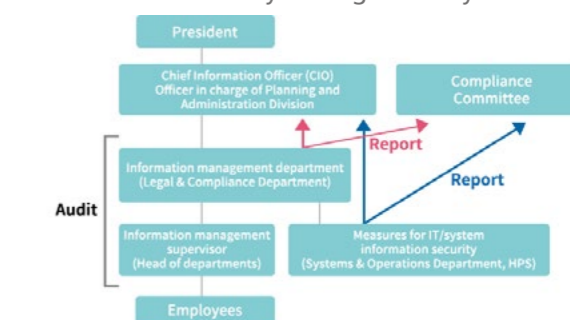 President
Chief Information Officer (CIO)
Officer in charge of Planning and
Administration Division
Compliance
Committee
Report
Information management department
(Legal & Compliance Department)
Report
Audit
Information management
supervisor
(Head of departments)
Measures for IT/system
information security
(Systems & Operations Department, HPS)
Employees